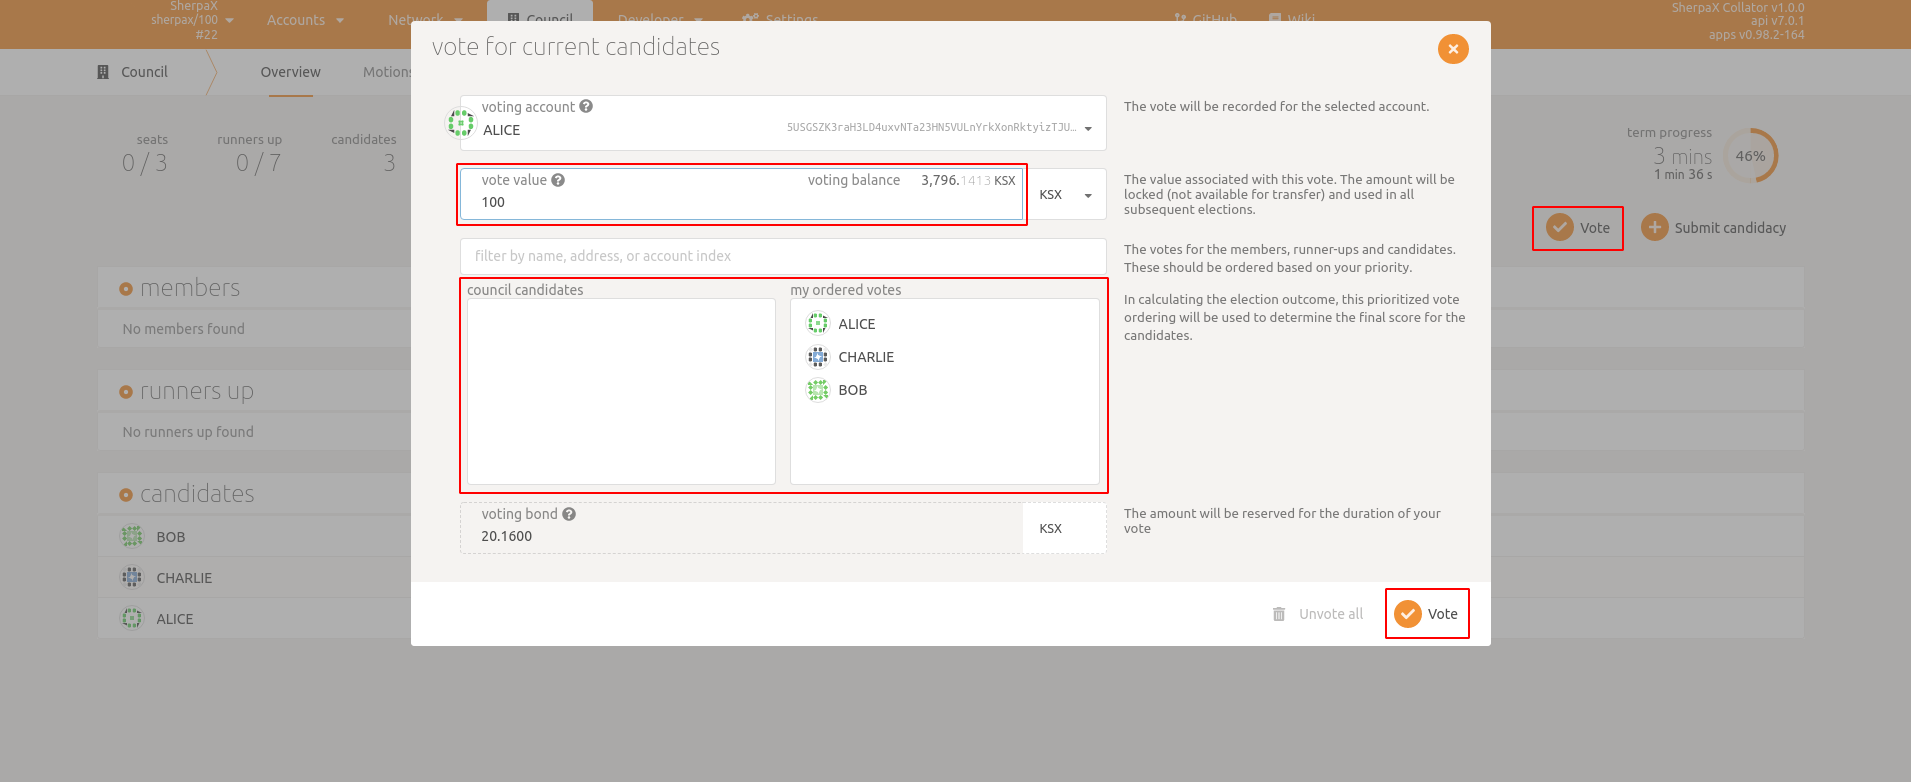 SherpaX
sherpax/100
#22
Accounts
Network
Council
Developer
Settings
GitHub
Wiki
SherpaX Collator v1.0.0
api v7.0.1
apps v0.98.2-164
Council
Overview
Motions
seats
0 / 3
runners up
0 / 7
candidates
3
term progress
3 mins
1 min 36 s
46%
Vote
Submit candidacy
members
No members found
runners up
No runners up found
candidates
BOB
CHARLIE
ALICE
vote for current candidates
voting account
ALICE
5USGSZK3raH3LD4uxvNTa23HN5VULnYrkXonRktyizTJU…
The vote will be recorded for the selected account.
vote value
voting balance 3,796.1413 KSX
100
KSX
The value associated with this vote. The amount will be
locked (not available for transfer) and used in all
subsequent elections.
filter by name, address, or account index
The votes for the members, runner-ups and candidates.
These should be ordered based on your priority.
council candidates
my ordered votes
ALICE
CHARLIE
BOB
In calculating the election outcome, this prioritized vote
ordering will be used to determine the final score for the
candidates.
voting bond
20.1600
KSX
The amount will be reserved for the duration of your
vote
Unvote all
Vote